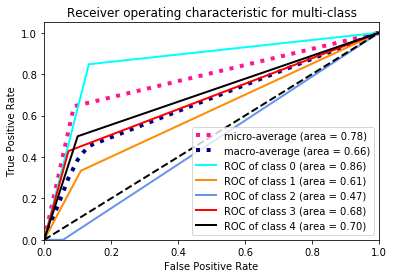 Receiver operating characteristic for multi-class
True Positive Rate
1.0
0.8
0.6
0.4
0.2
0.0
micro-average (area = 0.78)
macro-average (area = 0.66)
ROC of class 0 (area = 0.86)
ROC of class 1 (area = 0.61)
ROC of class 2 (area = 0.47)
ROC of class 3 (area = 0.68)
ROC of class 4 (area = 0.70)
0.0 0.2 0.4 0.6 0.8 1.0
False Positive Rate